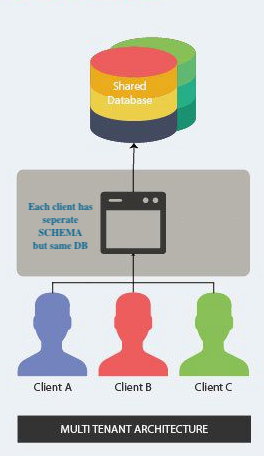 Shared
Database
Each client has
seperate
SCHEMA
but same DB
Client A
Client B
Client C
MULTI TENANT ARCHITECTURE